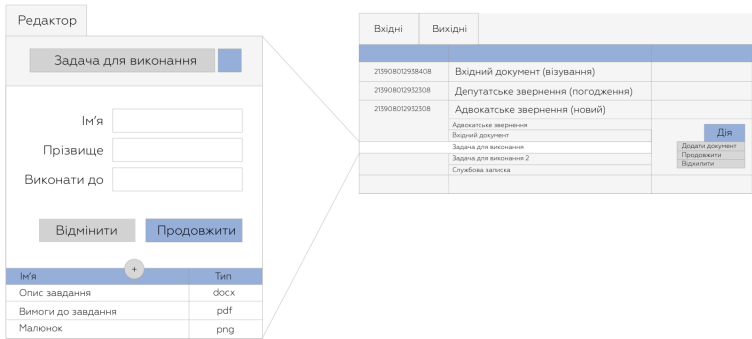 Редактор
Задача для виконання
Ім'я
Прізвище
Виконати до
Відмінити
Продовжити
+
Ім'я Тип
Опис завдання docx
Вимоги до завдання pdf
Малюнок png
Вхідні Вихідні
213908012938408 Вхідний документ (візування)
213908012932308 Депутатське звернення (погодження)
213908012932308 Адвокатське звернення (новий)
Адвокатське звернення
Вхідний документ
Задача для виконання
Задача для виконання 2
Службова записка
Дія
Додати документ
Продовжити
Відхилити